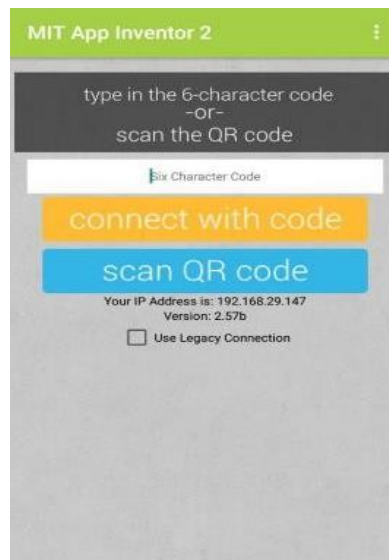 MIT App Inventor 2
type in the 6-character code
-or-
scan the QR code
Six Character Code
connect with code
scan QR code
Your IP Address is: 192.168.29.147
Version: 2.57b
Use Legacy Connection